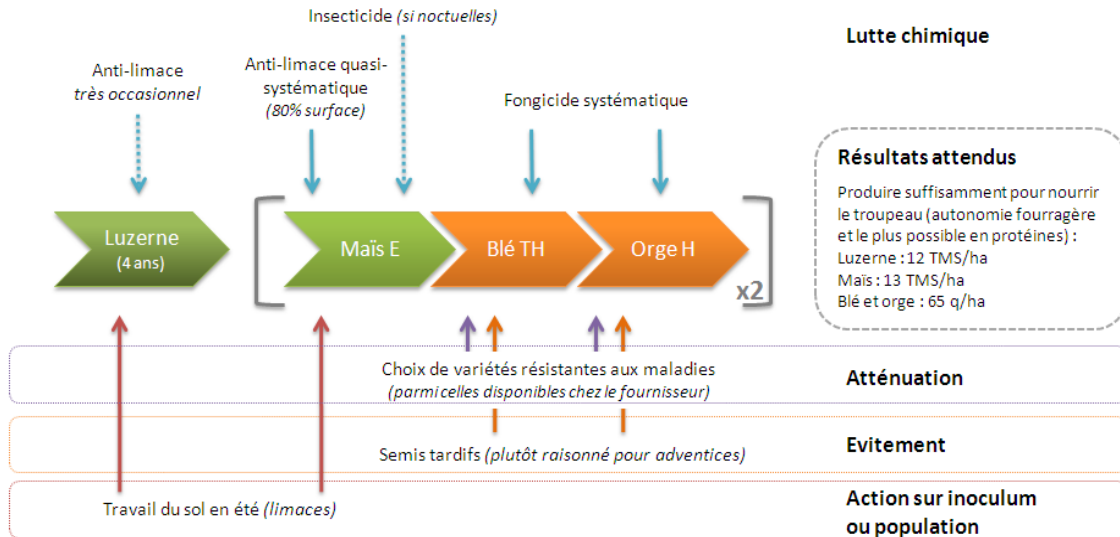 Insecticide (si noctuelles)
Lutte chimique
Anti-limace
très occasionnel
Anti-limace quasi-
systématique
(80% surface)
Fongicide systématique
Luzerne
(4 ans)
Maïs E
Blé TH
Orge H
x2
Résultats attendus
Produire suffisamment pour nourrir
le troupeau (autonomie fourragère
et le plus possible en protéines) :
Luzerne : 12 TMS/ha
Maïs : 13 TMS/ha
Blé et orge : 65 q/ha
Choix de variétés résistantes aux maladies
(parmi celles disponibles chez le fournisseur)
Atténuation
Semis tardifs (plutôt raisonné pour adventices)
Evitement
Travail du sol en été (limaces)
Action sur inoculum
ou population